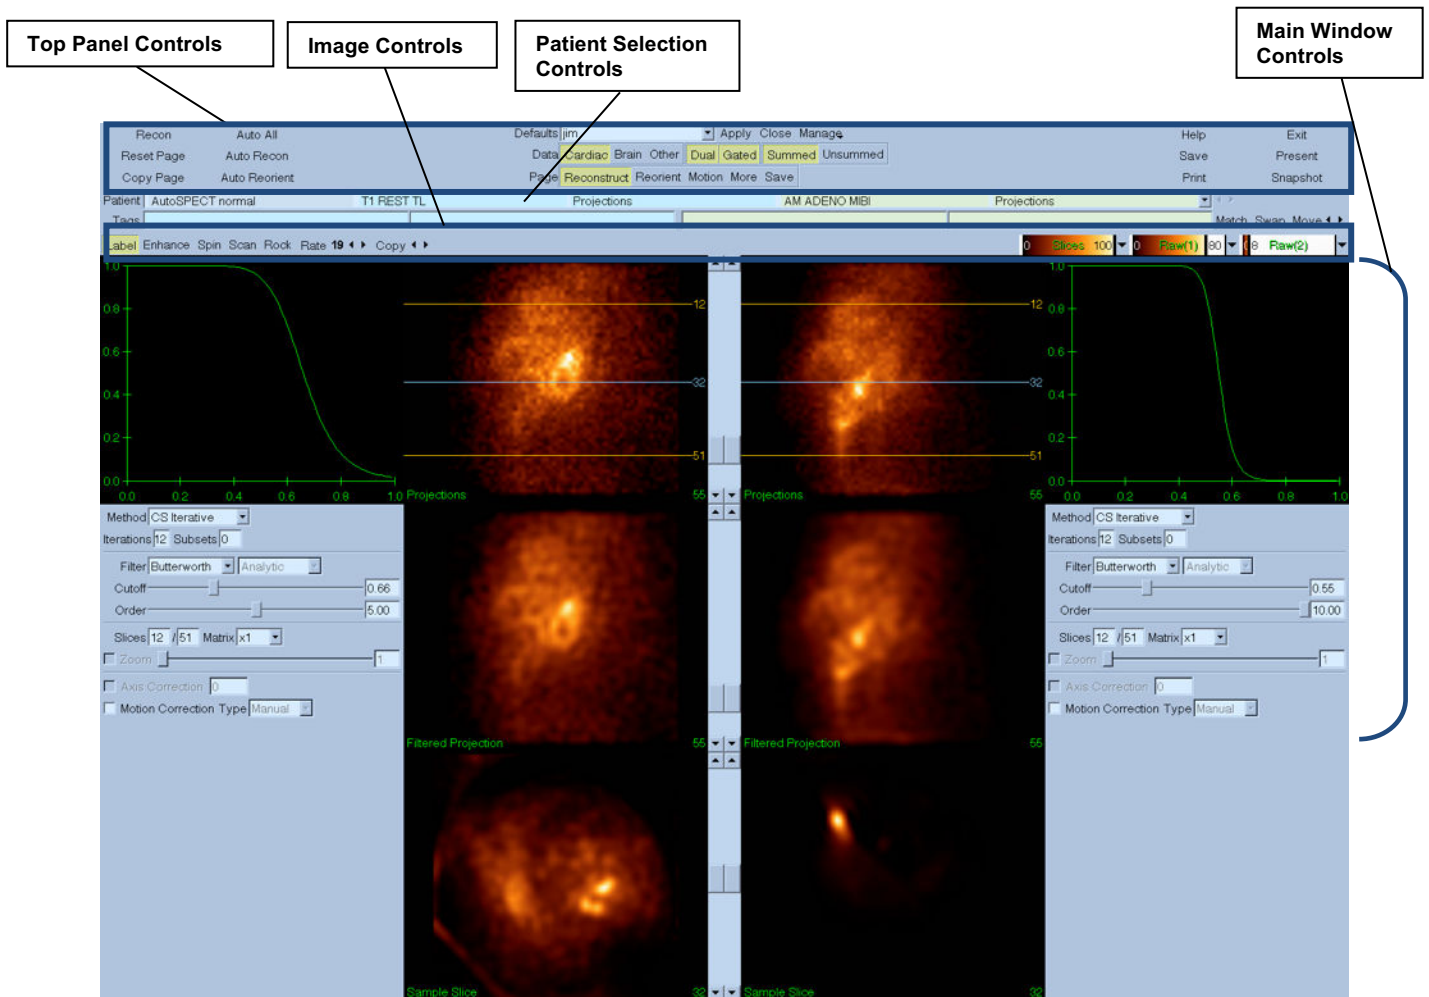 Top Panel Controls
Image Controls
Patient Selection
Controls
Main Window
Controls
Recon Auto All Defaults jim Apply Close Manage Help Exit
Reset Page Auto Recon Data Cardiac Brain Other Dual Gated Summed Unsummed Save Present
Copy Page Auto Reorient Page Reconstruct Reorient Motion More Save Print Snapshot
Patient AutoSPECT normal T1 REST TL Projections AM ADENO MIBI Projections
Tags Match Swap Move
Label Enhance Spin Scan Rock Rate 19 Copy 0 Slices 100 0 Raw(1) 80 8 Raw(2)
1.0
0.8
0.6
0.4
0.2
0.0
0.0 0.2 0.4 0.6 0.8 1.0
12
32
51
Projections 55
12
32
51
Projections 55
1.0
0.8
0.6
0.4
0.2
0.0
0.0 0.2 0.4 0.6 0.8 1.0
Method CS Iterative
Iterations 12 Subsets 0
Filter Butterworth Analytic
Cutoff 0.66
Order 5.00
Slices 12 / 51 Matrix x1
Zoom 1
Axis Correction 0
Motion Correction Type Manual
Filtered Projection 55
Filtered Projection 55
Method CS Iterative
Iterations 12 Subsets 0
Filter Butterworth Analytic
Cutoff 0.55
Order 10.00
Slices 12 / 51 Matrix x1
Zoom 1
Axis Correction 0
Motion Correction Type Manual
Sample Slice 32
Sample Slice 32